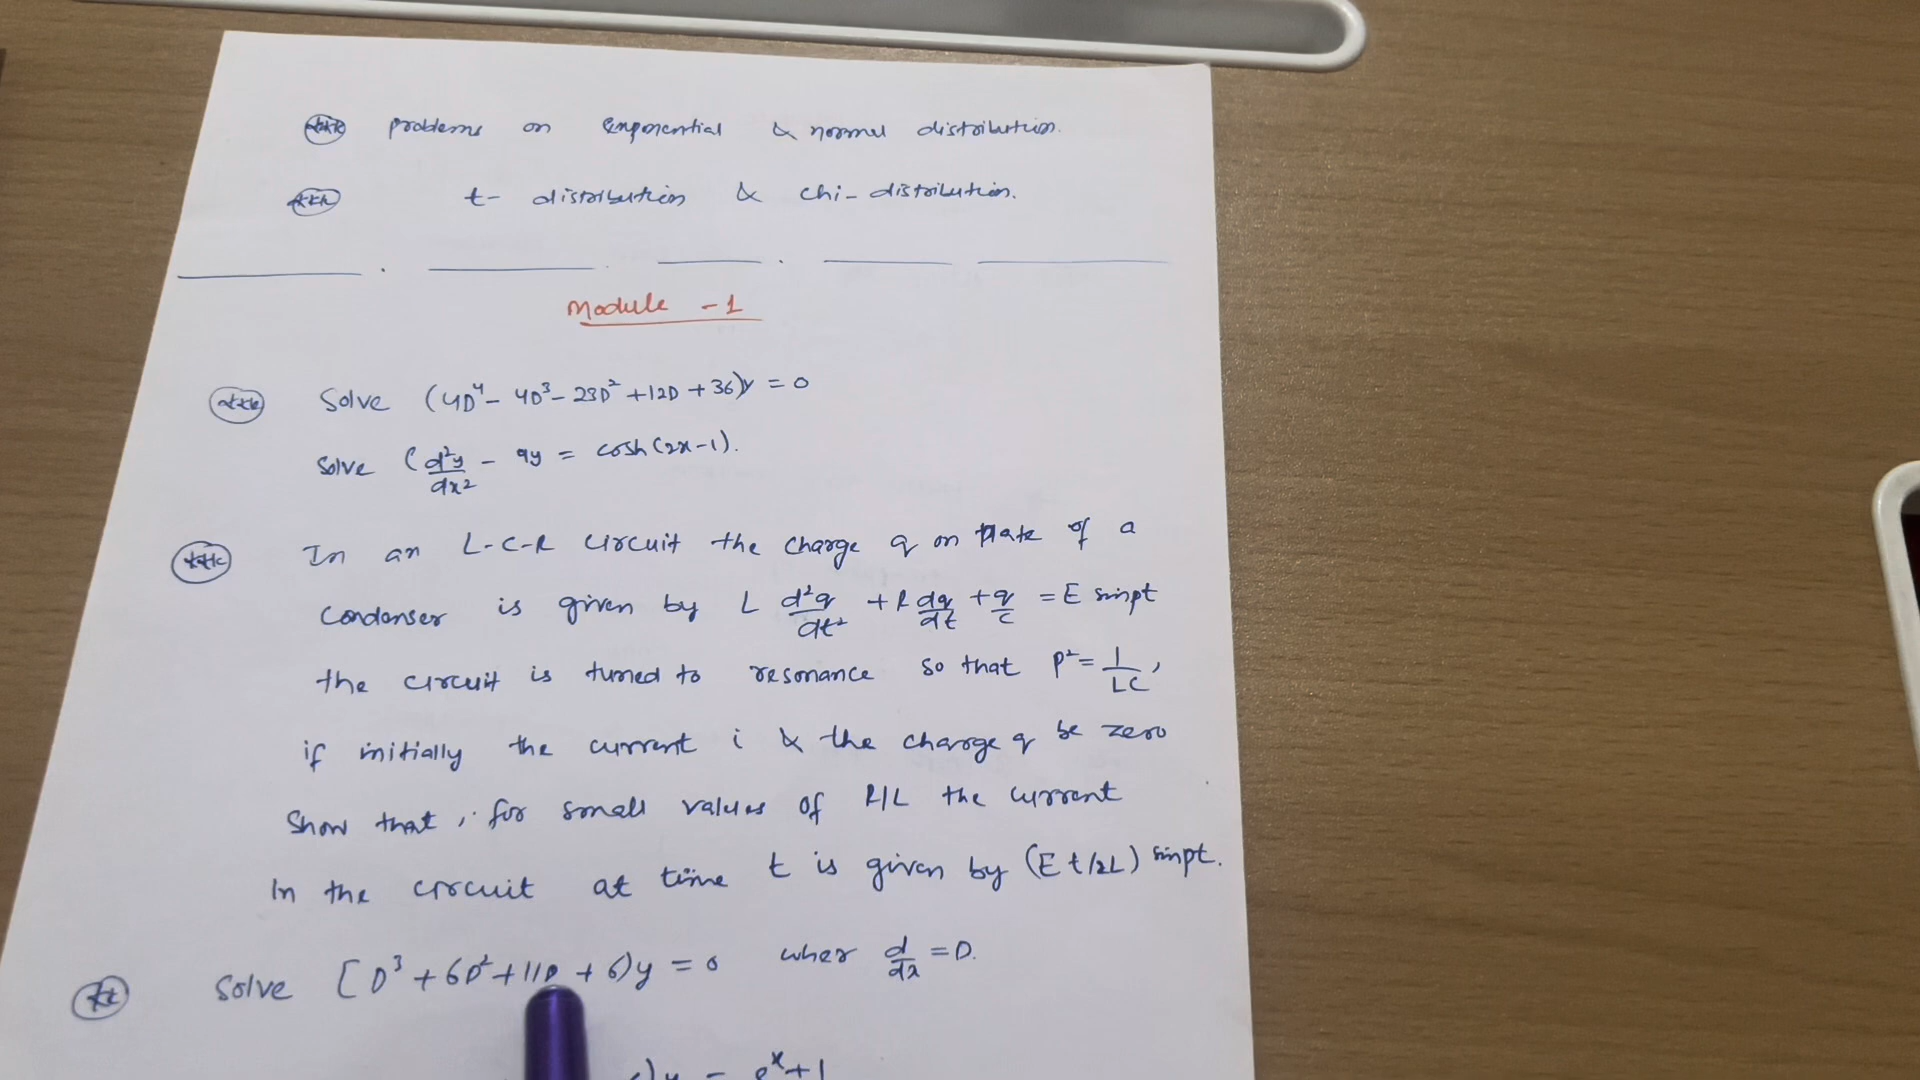 *** problems on exponential & normal distribution.
*** t- distribution & chi-distribution.
Module -1
*** Solve (4D⁴- 4D³- 23D² +12D +36)y = 0
Solve (d²y/dx² - 9y = cosh(2x-1).
*** In an L-C-R circuit the charge q on plate of a
condenser is given by L d²q/dt² + R dq/dt + q/c = E sinpt
the circuit is tuned to resonance so that p² = 1/LC,
if initially the current i & the charge q be zero
Show that, for small values of R/L the current
In the circuit at time t is given by (Et/2L) sinpt.
** Solve [D³ +6D² +11D + 6)y = 0 wher d/dx = D.
)y = eˣ+1